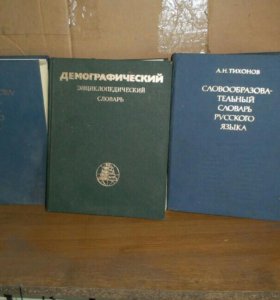 ДЕМОГРАФИЧЕСКИЙ
ЭНЦИКЛОПЕДИЧЕСКИЙ
СЛОВАРЬ
А.Н.ТИХОНОВ
СЛОВООБРАЗОВА-
ТЕЛЬНЫЙ
СЛОВАРЬ
РУССКОГО
ЯЗЫКА